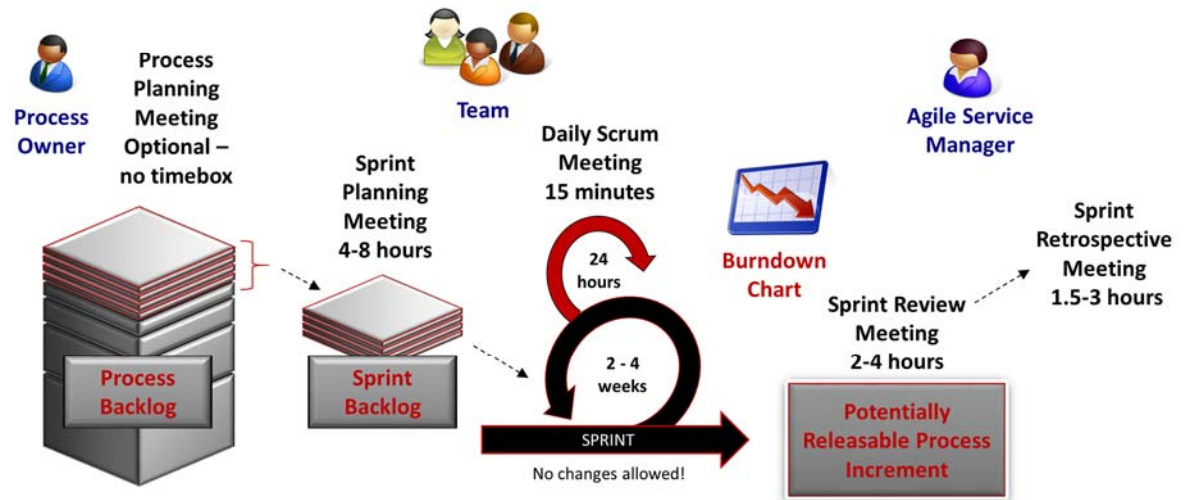 Process
Owner
Process
Planning
Meeting
Optional –
no timebox
Process
Backlog
Sprint
Planning
Meeting
4-8 hours
Sprint
Backlog
Team
Daily Scrum
Meeting
15 minutes
24
hours
2 - 4
weeks
SPRINT
No changes allowed!
Burndown
Chart
Agile Service
Manager
Sprint Review
Meeting
2-4 hours
Potentially
Releasable Process
Increment
Sprint
Retrospective
Meeting
1.5-3 hours